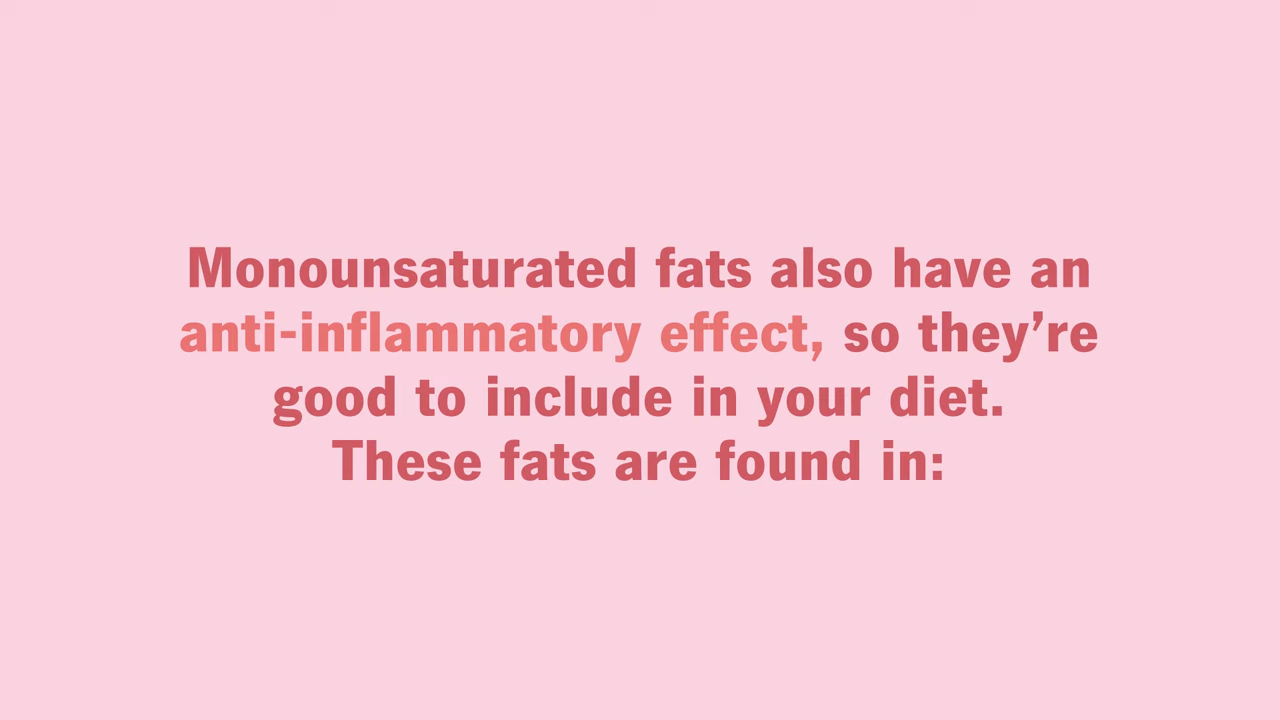 Monounsaturated fats also have an
anti-inflammatory effect, so they’re
good to include in your diet.
These fats are found in: